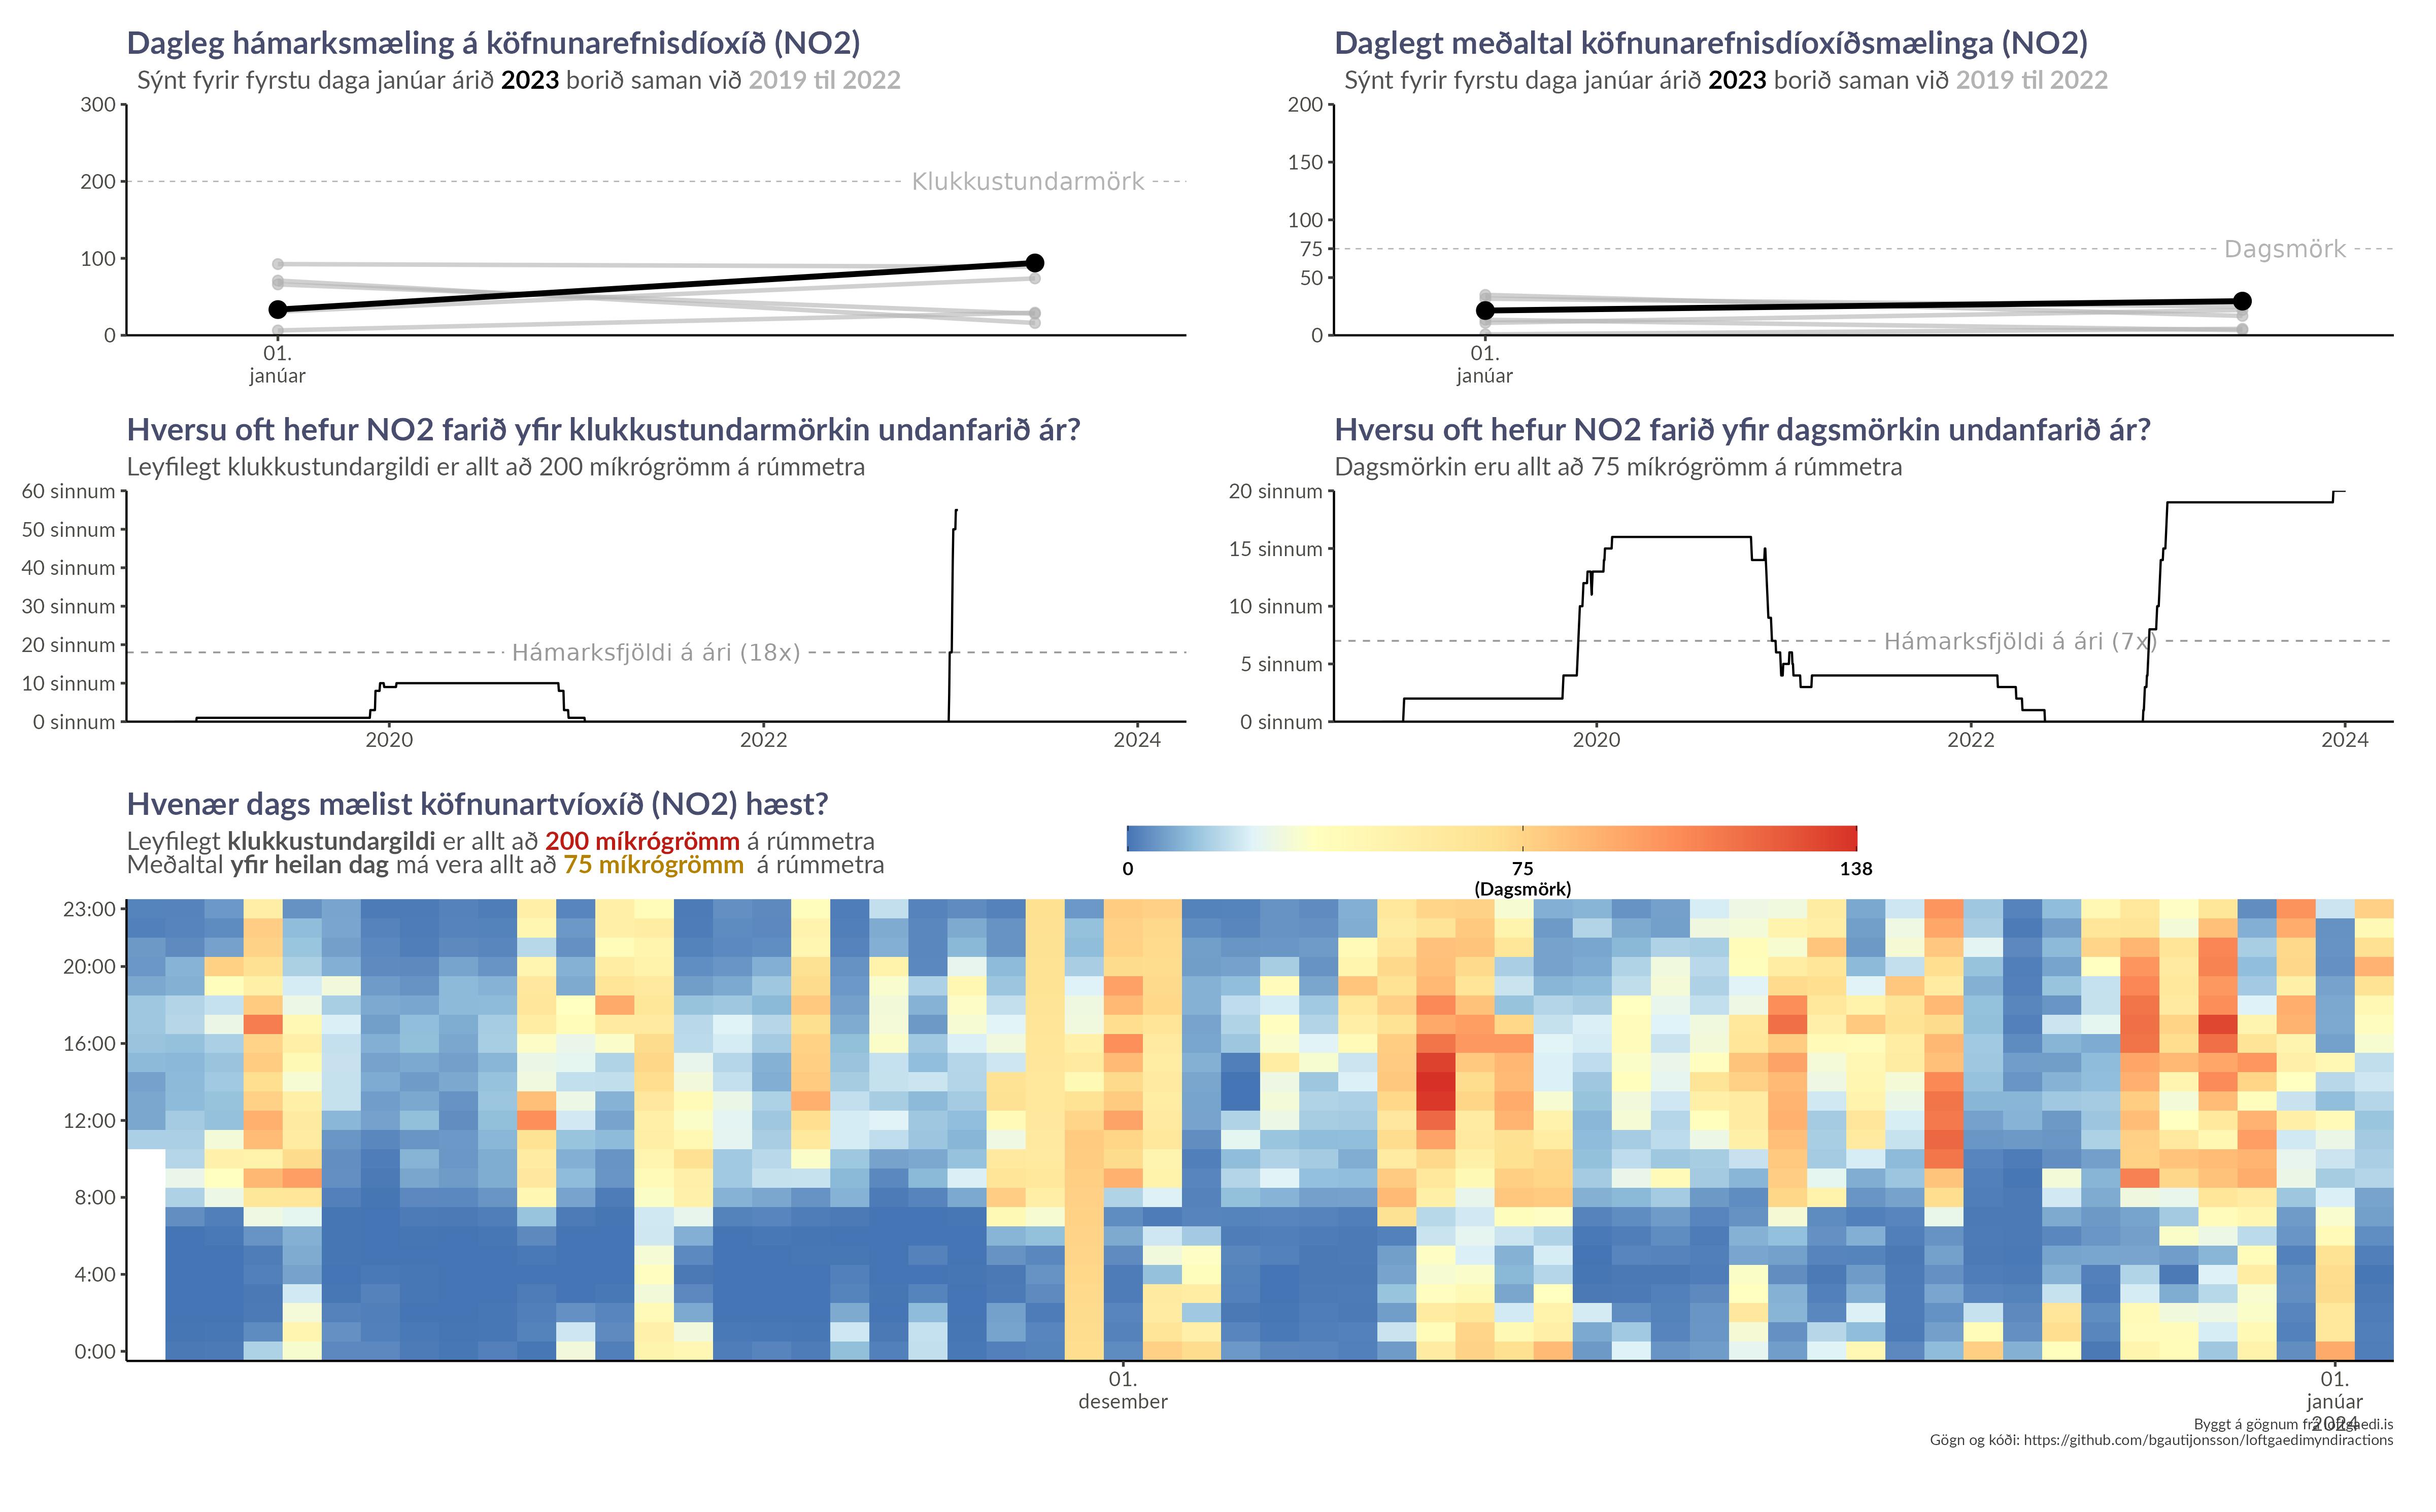 Dagleg hámarksmæling á köfnunarefnisdíoxíð (NO2)
Sýnt fyrir fyrstu daga janúar árið 2023 borið saman við 2019 til 2022
300
200
100
0
Klukkustundarmörk
01.
janúar
Daglegt meðaltal köfnunarefnisdíoxíðsmælinga (NO2)
Sýnt fyrir fyrstu daga janúar árið 2023 borið saman við 2019 til 2022
200
150
100
75
50
0
Dagsmörk
01.
janúar
Hversu oft hefur NO2 farið yfir klukkustundarmörkin undanfarið ár?
Leyfilegt klukkustundargildi er allt að 200 míkrógrömm á rúmmetra
60 sinnum
50 sinnum
40 sinnum
30 sinnum
20 sinnum
10 sinnum
0 sinnum
Hámarksfjöldi á ári (18x)
2020
2022
2024
Hversu oft hefur NO2 farið yfir dagsmörkin undanfarið ár?
Dagsmörkin eru allt að 75 míkrógrömm á rúmmetra
20 sinnum
15 sinnum
10 sinnum
5 sinnum
0 sinnum
Hámarksfjöldi á ári (7x)
2020
2022
2024
Hvenær dags mælist köfnunartvíoxíð (NO2) hæst?
Leyfilegt klukkustundargildi er allt að 200 míkrógrömm á rúmmetra
Meðaltal yfir heilan dag má vera allt að 75 míkrógrömm á rúmmetra
0
75
(Dagsmörk)
138
23:00
20:00
16:00
12:00
8:00
4:00
0:00
01.
desember
01.
janúar
2024
Byggt á gögnum frá loftgaedi.is
Gögn og kóði: https://github.com/bgautijonsson/loftgaedimyndiractions